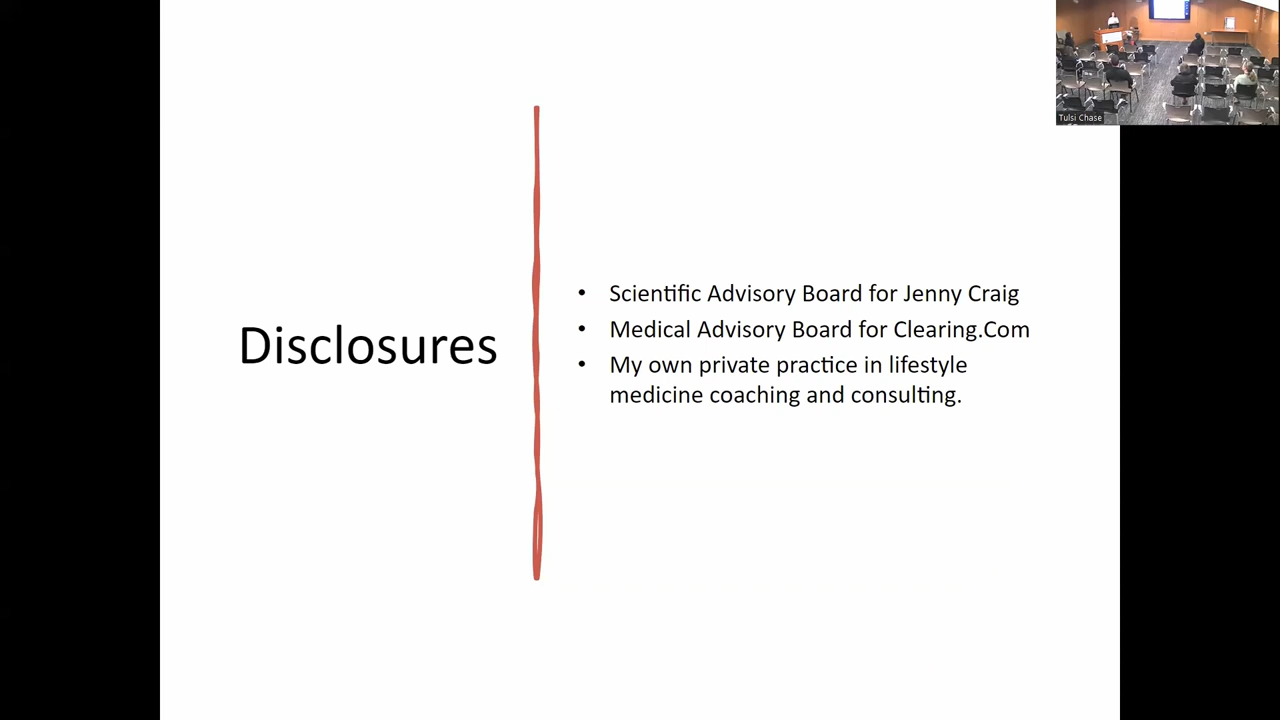 Tulsi Chase
Disclosures
• Scientific Advisory Board for Jenny Craig
• Medical Advisory Board for Clearing.Com
• My own private practice in lifestyle
medicine coaching and consulting.